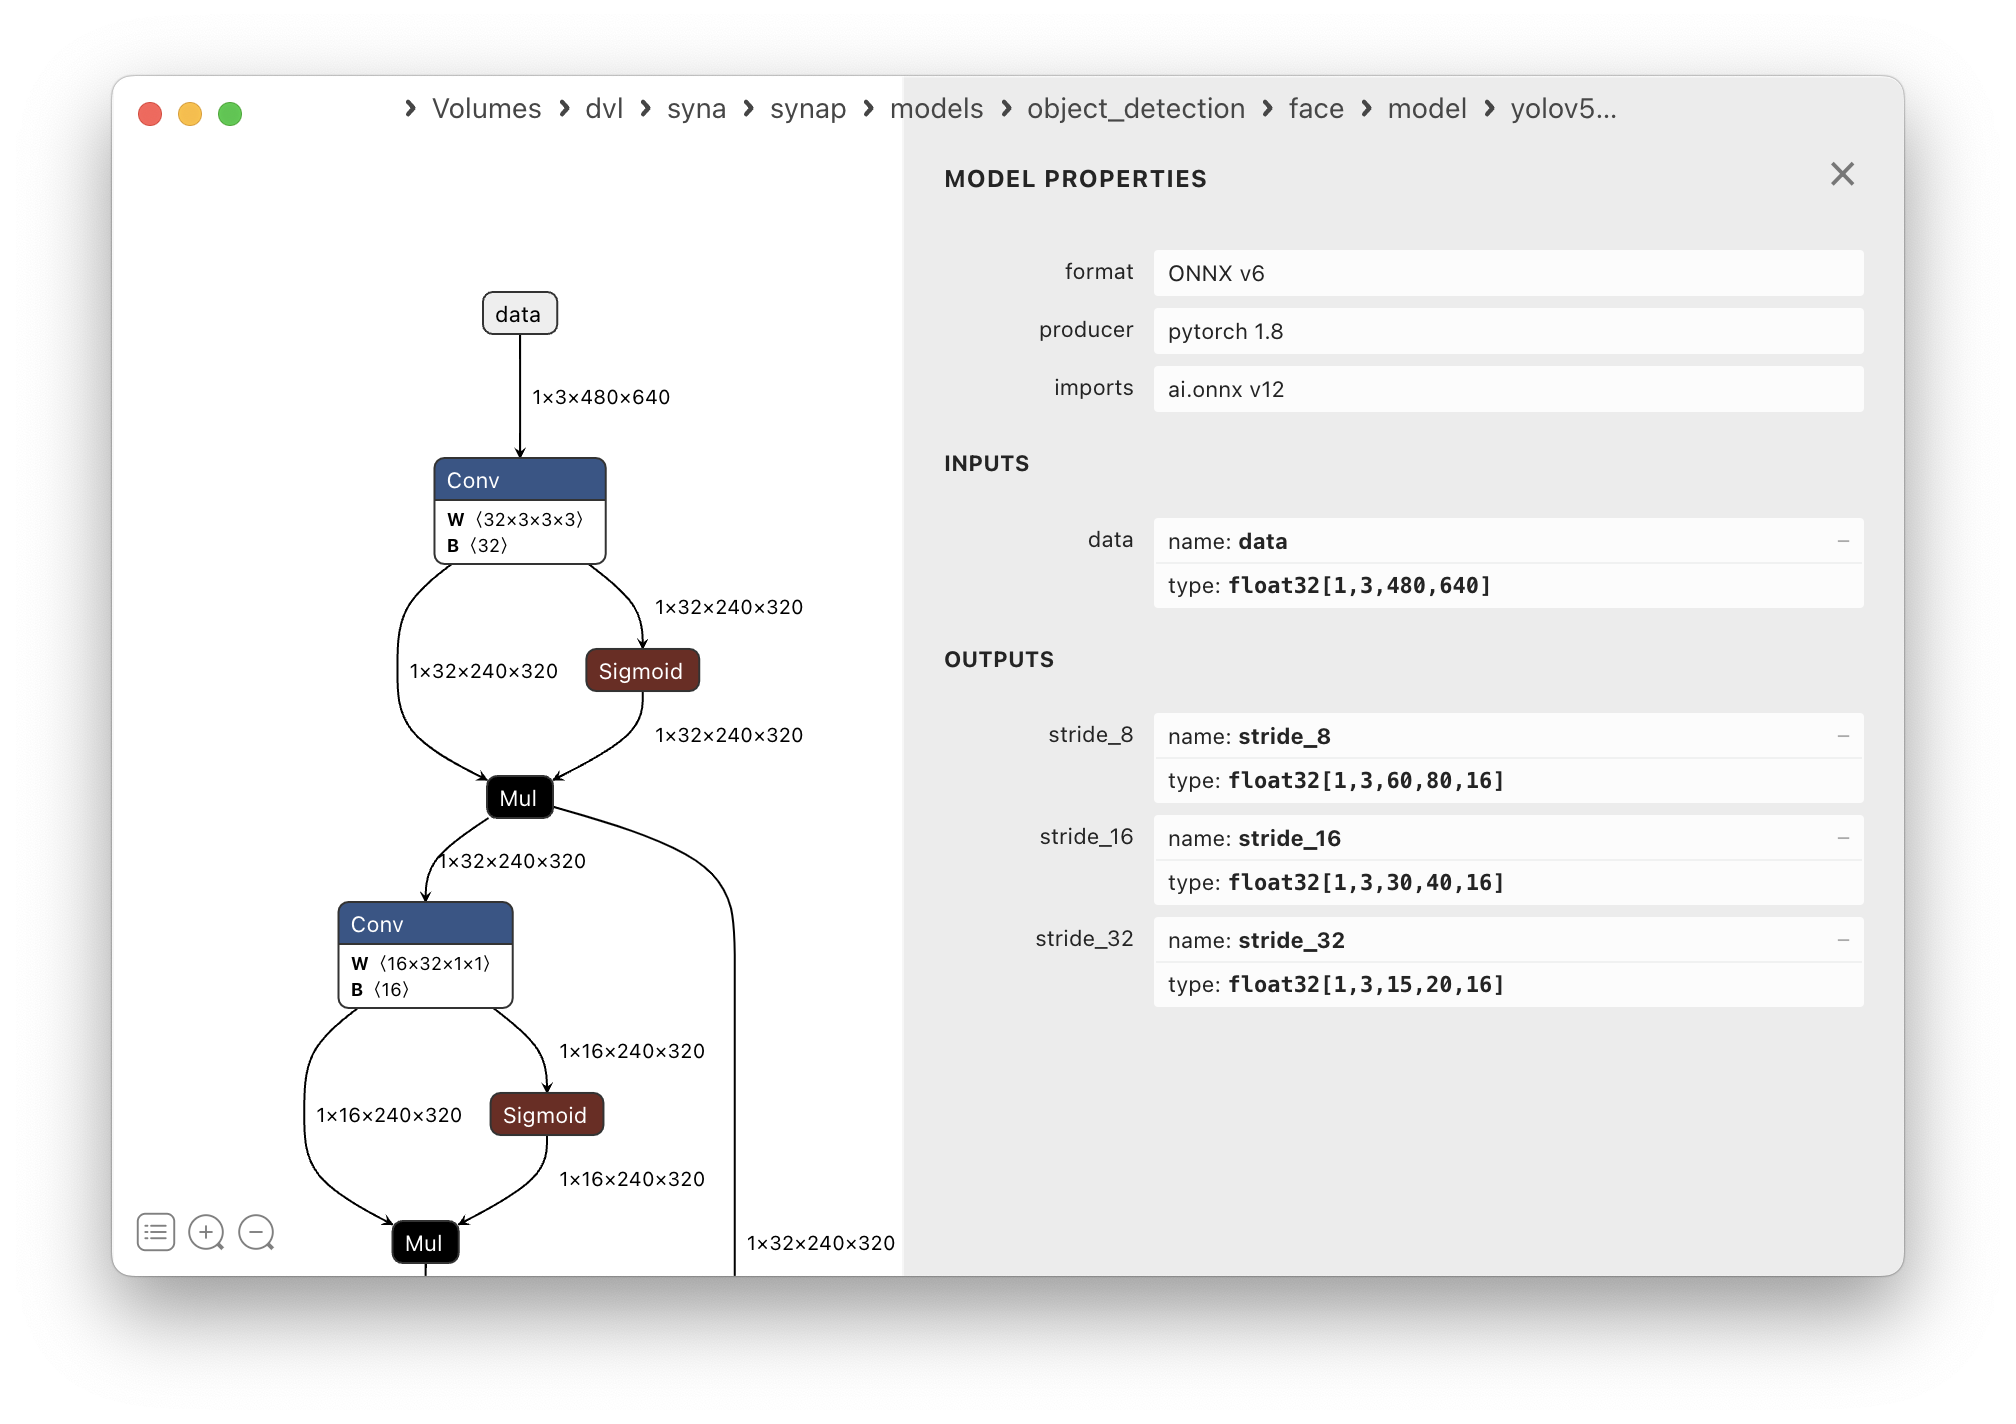 › Volumes › dvl › syna › synap › models › object_detection › face › model › yolov5...
data
1×3×480×640
Conv
W ⟨32×3×3×3⟩
B ⟨32⟩
1×32×240×320
1×32×240×320
Sigmoid
1×32×240×320
Mul
1×32×240×320
Conv
W ⟨16×32×1×1⟩
B ⟨16⟩
1×16×240×320
1×16×240×320
Sigmoid
1×16×240×320
Mul
1×32×240×320
MODEL PROPERTIES
format ONNX v6
producer pytorch 1.8
imports ai.onnx v12
INPUTS
data name: data
type: float32[1,3,480,640]
OUTPUTS
stride_8 name: stride_8
type: float32[1,3,60,80,16]
stride_16 name: stride_16
type: float32[1,3,30,40,16]
stride_32 name: stride_32
type: float32[1,3,15,20,16]